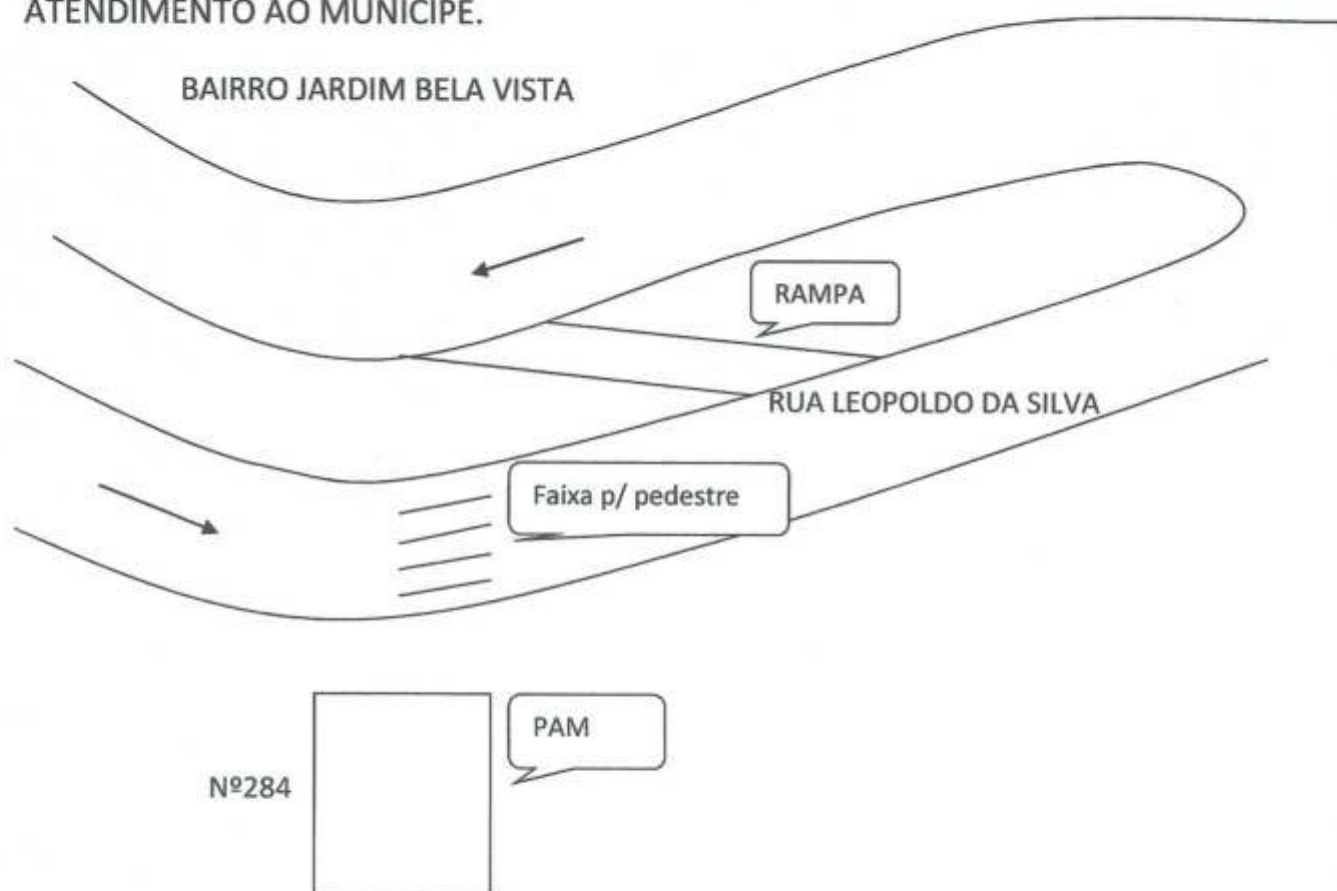 ATENDIMENTO AO MUNICIPE.
BAIRRO JARDIM BELA VISTA
RAMPA
RUA LEOPOLDO DA SILVA
Faixa p/ pedestre
PAM
Nº284